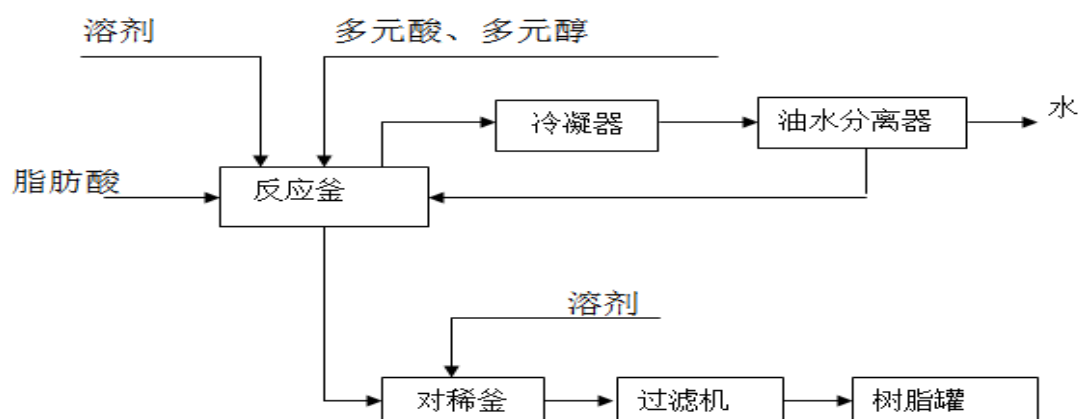 溶剂
多元酸、多元醇
冷凝器
油水分离器
水
脂肪酸
反应釜
溶剂
对稀釜
过滤机
树脂罐